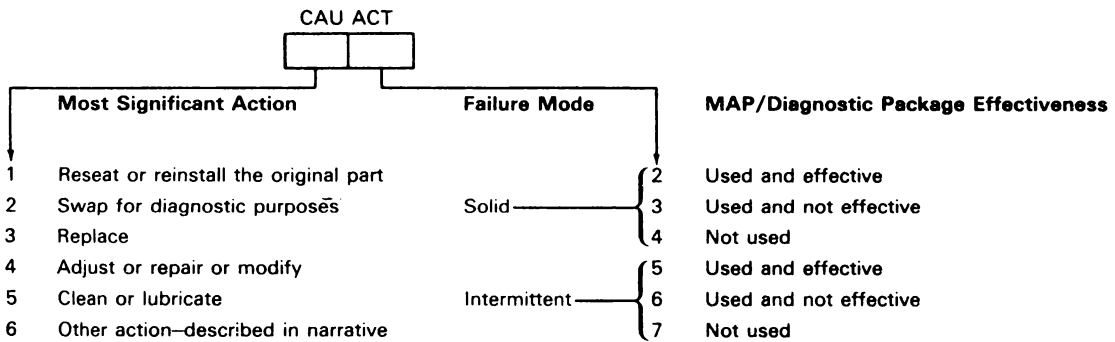 CAU ACT
Most Significant Action Failure Mode MAP/Diagnostic Package Effectiveness
1 Reseat or reinstall the original part 2 Used and effective
2 Swap for diagnostic purposes Solid 3 Used and not effective
3 Replace 4 Not used
4 Adjust or repair or modify 5 Used and effective
5 Clean or lubricate Intermittent 6 Used and not effective
6 Other action—described in narrative 7 Not used